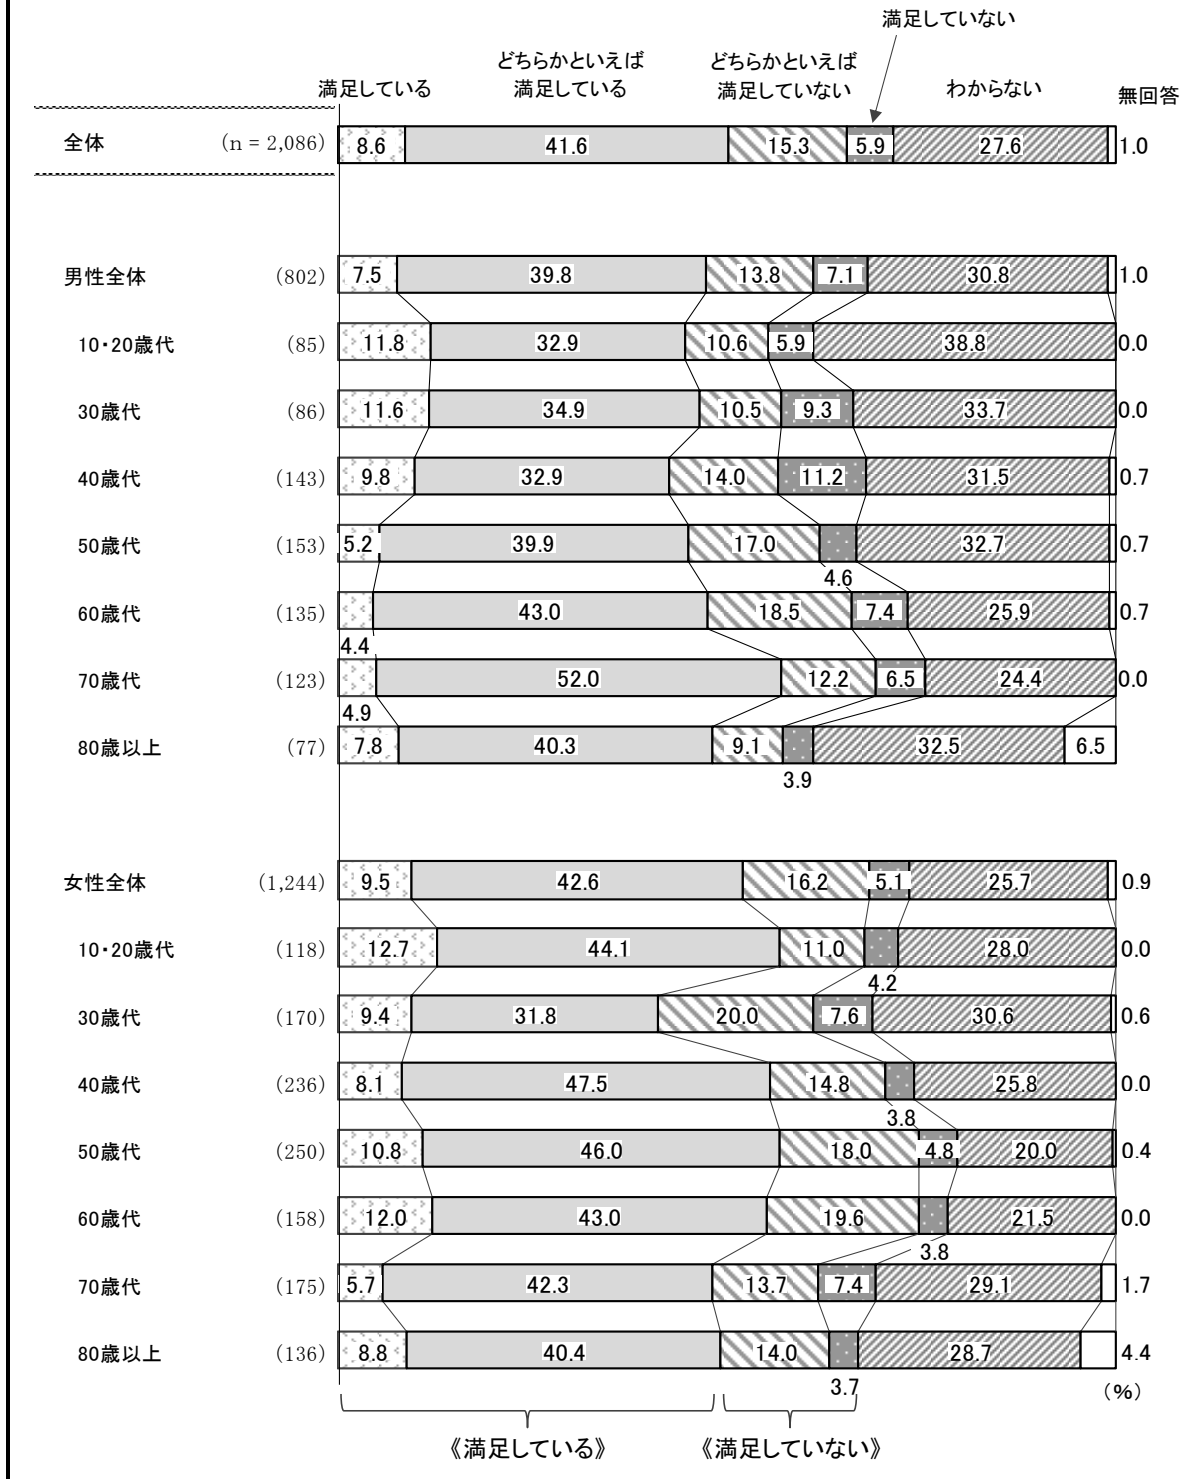 満足していない
どちらかといえば どちらかといえば
満足している 満足している 満足していない わからない 無回答
全体 (n = 2,086) 8.6 41.6 15.3 5.9 27.6 1.0
男性全体 (802) 7.5 39.8 13.8 7.1 30.8 1.0
10・20歳代 (85) 11.8 32.9 10.6 5.9 38.8 0.0
30歳代 (86) 11.6 34.9 10.5 9.3 33.7 0.0
40歳代 (143) 9.8 32.9 14.0 11.2 31.5 0.7
50歳代 (153) 5.2 39.9 17.0 32.7 0.7
4.6
60歳代 (135) 43.0 18.5 7.4 25.9 0.7
4.4
70歳代 (123) 52.0 12.2 6.5 24.4 0.0
4.9
80歳以上 (77) 7.8 40.3 9.1 32.5 6.5
3.9
女性全体 (1,244) 9.5 42.6 16.2 5.1 25.7 0.9
10・20歳代 (118) 12.7 44.1 11.0 28.0 0.0
4.2
30歳代 (170) 9.4 31.8 20.0 7.6 30.6 0.6
40歳代 (236) 8.1 47.5 14.8 25.8 0.0
3.8
50歳代 (250) 10.8 46.0 18.0 4.8 20.0 0.4
60歳代 (158) 12.0 43.0 19.6 21.5 0.0
3.8
70歳代 (175) 5.7 42.3 13.7 7.4 29.1 1.7
80歳以上 (136) 8.8 40.4 14.0 28.7 4.4
3.7 (%)
《満足している》 《満足していない》